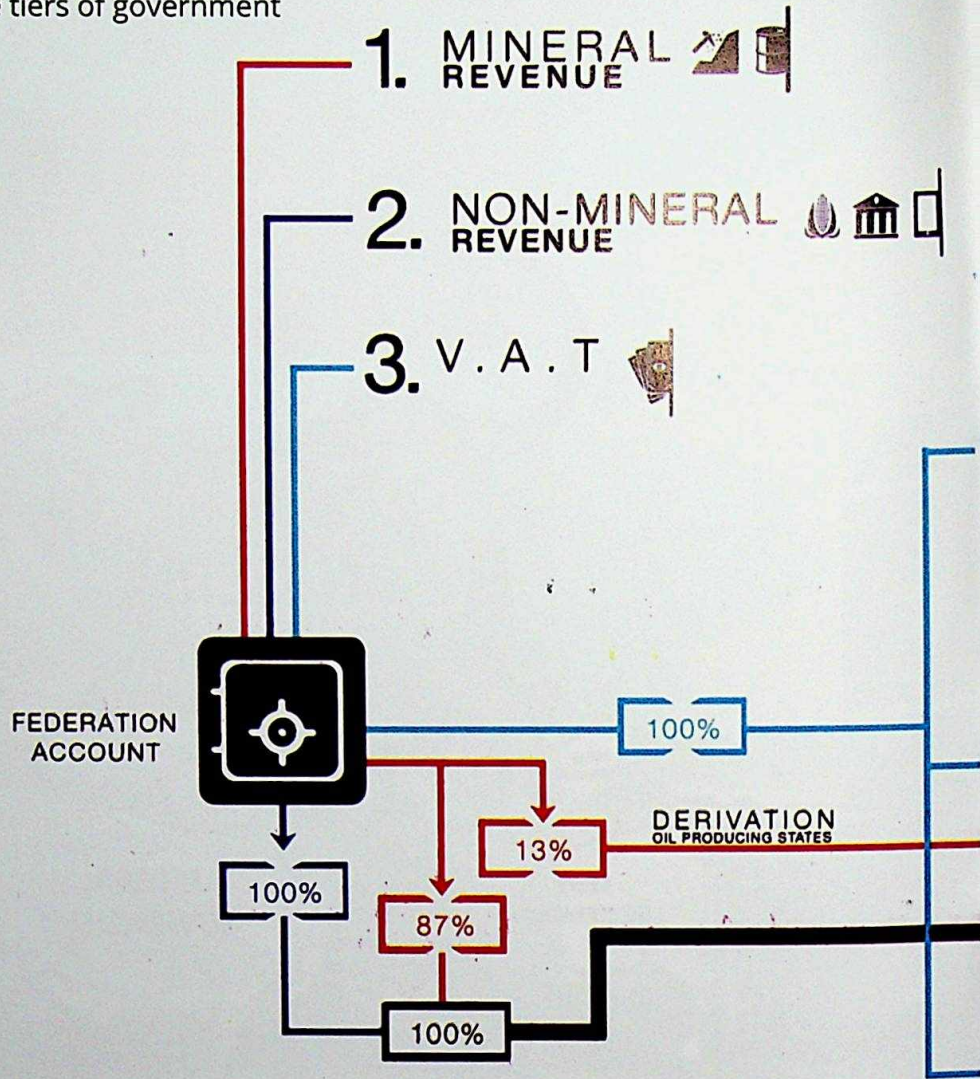 tiers of government
1. MINERAL
REVENUE
2. NON-MINERAL
REVENUE
3. V.A.T
100%
FEDERATION
ACCOUNT
DERIVATION
OIL PRODUCING STATES
13%
100%
87%
100%